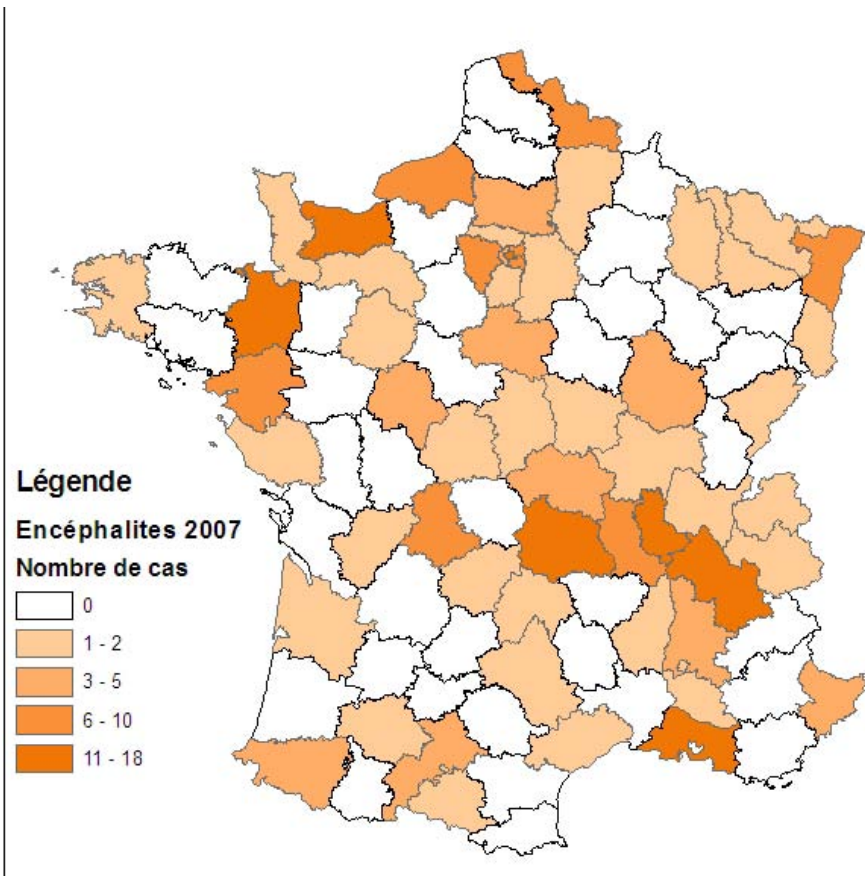 Légende
Encéphalites 2007
Nombre de cas
0
1 - 2
3 - 5
6 - 10
11 - 18